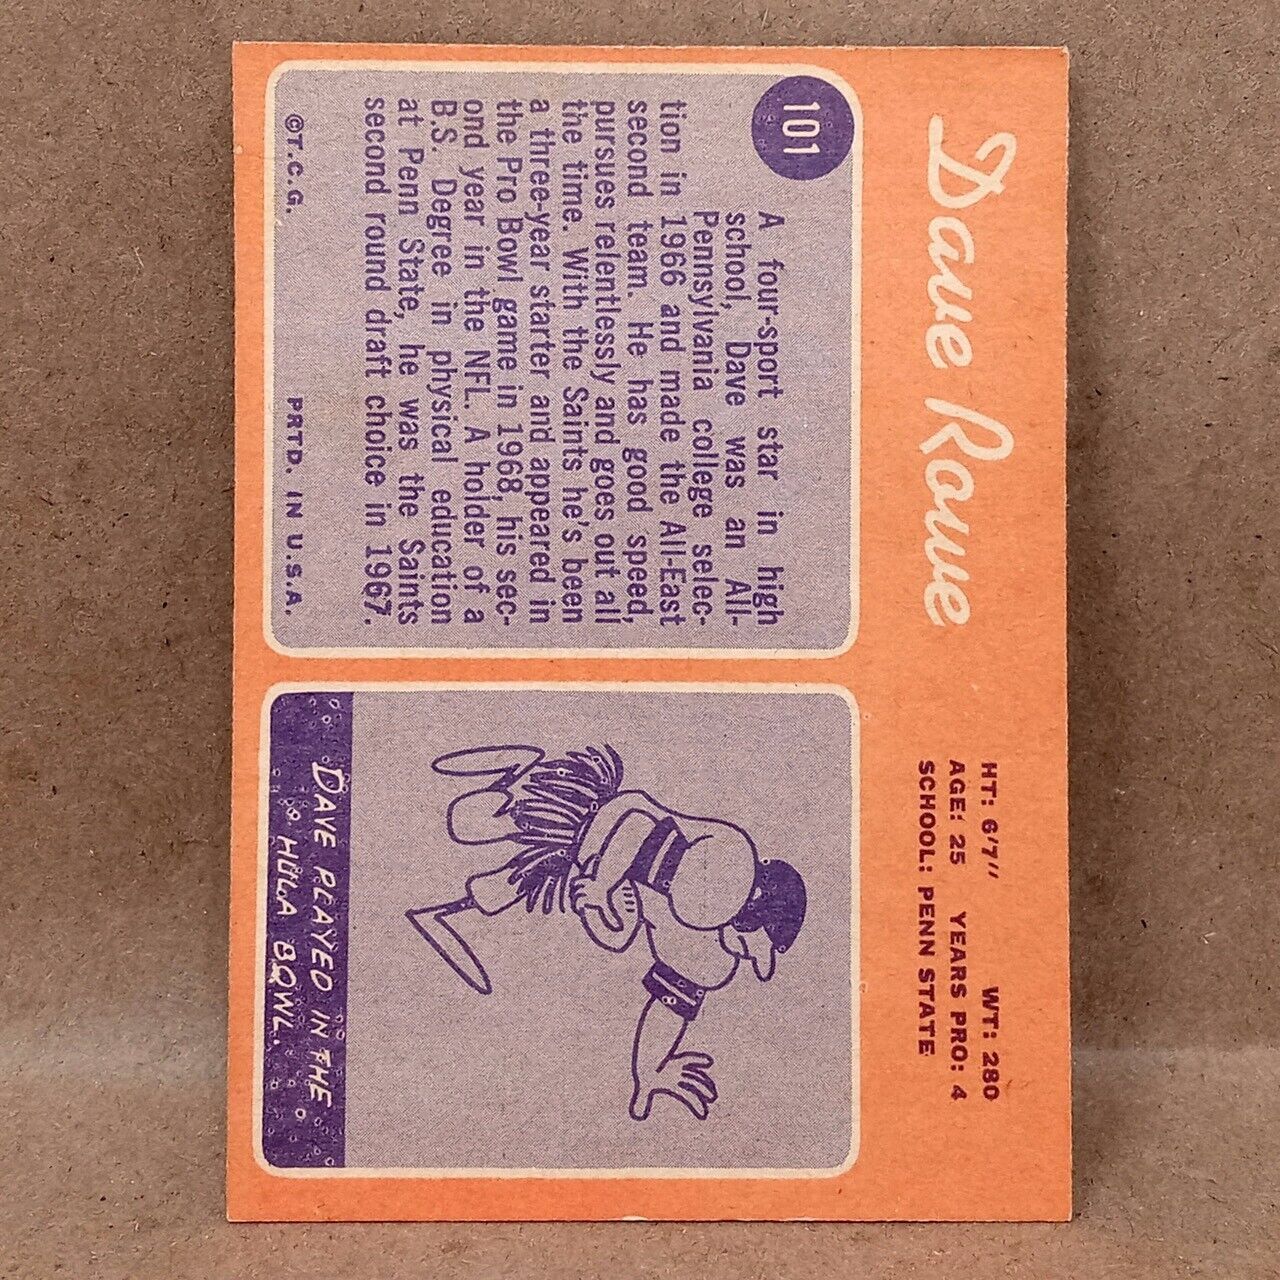 Dave Rowe
HT: 6'7" WT: 280
AGE: 25 YEARS PRO: 4
SCHOOL: PENN STATE
101
A four-sport star in high
school, Dave was an All-
Pennsylvania college selec-
tion in 1966 and made the All-East
second team. He has good speed,
pursues relentlessly and goes out all
the time. With the Saints he's been
a three-year starter and appeared in
the Pro Bowl game in 1968, his sec-
ond year in the NFL. A holder of a
B.S. Degree in physical education
at Penn State, he was the Saints
second round draft choice in 1967.
©T.C.G. PRTD. IN U.S.A.
8
DAVE PLAYED IN THE
HULA BOWL.